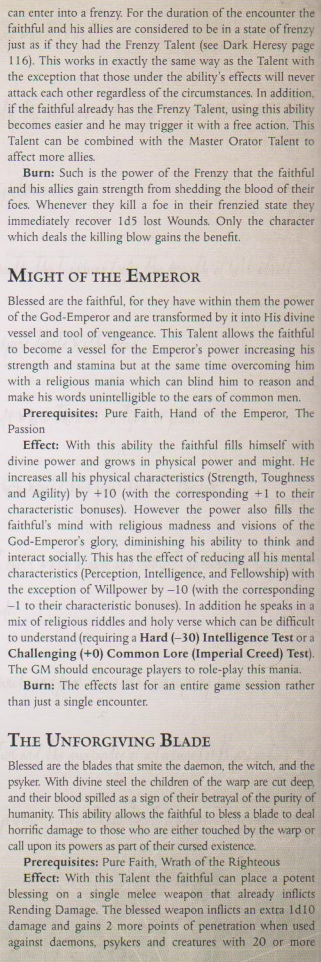 can enter into a frenzy. For the duration of the encounter the
faithful and his allies are considered to be in a state of frenzy
just as if they had the Frenzy Talent (see Dark Heresy page
116). This works in exactly the same way as the Talent with
the exception that those under the ability's effects will never
attack each other regardless of the circumstances. In addition,
if the faithful already has the Frenzy Talent, using this ability
becomes easier and he may trigger it with a free action. This
Talent can be combined with the Master Orator Talent to
affect more allies.
Burn: Such is the power of the Frenzy that the faithful
and his allies gain strength from shedding the blood of their
foes. Whenever they kill a foe in their frenzied state they
immediately recover 1d5 lost Wounds. Only the character
which deals the killing blow gains the benefit.
Might of the Emperor
Blessed are the faithful, for they have within them the power
of the God-Emperor and are transformed by it into His divine
vessel and tool of vengeance. This Talent allows the faithful
to become a vessel for the Emperor's power increasing his
strength and stamina but at the same time overcoming him
with a religious mania which can blind him to reason and
make his words unintelligible to the ears of common men.
Prerequisites: Pure Faith, Hand of the Emperor, The
Passion
Effect: With this ability the faithful fills himself with
divine power and grows in physical power and might. He
increases all his physical characteristics (Strength, Toughness
and Agility) by +10 (with the corresponding +1 to their
characteristic bonuses). However the power also fills the
faithful's mind with religious madness and visions of the
God-Emperor's glory, diminishing his ability to think and
interact socially. This has the effect of reducing all his mental
characteristics (Perception, Intelligence, and Fellowship) with
the exception of Willpower by –10 (with the corresponding
–1 to their characteristic bonuses). In addition he speaks in a
mix of religious riddles and holy verse which can be difficult
to understand (requiring a Hard (–30) Intelligence Test or a
Challenging (+0) Common Lore (Imperial Creed) Test).
The GM should encourage players to role-play this mania.
Burn: The effects last for an entire game session rather
than just a single encounter.
The Unforgiving Blade
Blessed are the blades that smite the daemon, the witch, and the
psyker. With divine steel the children of the warp are cut deep,
and their blood spilled as a sign of their betrayal of the purity of
humanity. This ability allows the faithful to bless a blade to deal
horrific damage to those who are either touched by the warp or
call upon its powers as part of their cursed existence.
Prerequisites: Pure Faith, Wrath of the Righteous
Effect: With this Talent the faithful can place a potent
blessing on a single melee weapon that already inflicts
Rending Damage. The blessed weapon inflicts an extra 1d10
damage and gains 2 more points of penetration when used
against daemons, psykers and creatures with 20 or more